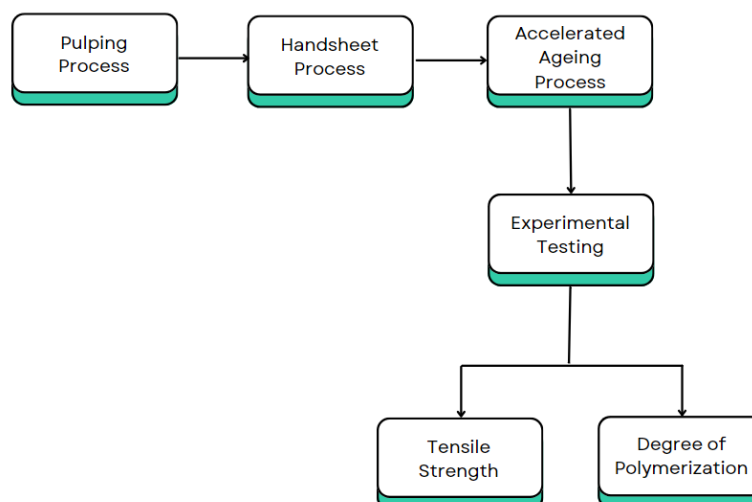 Pulping
Process
Handsheet
Process
Accelerated
Ageing
Process
Experimental
Testing
Tensile
Strength
Degree of
Polymerization